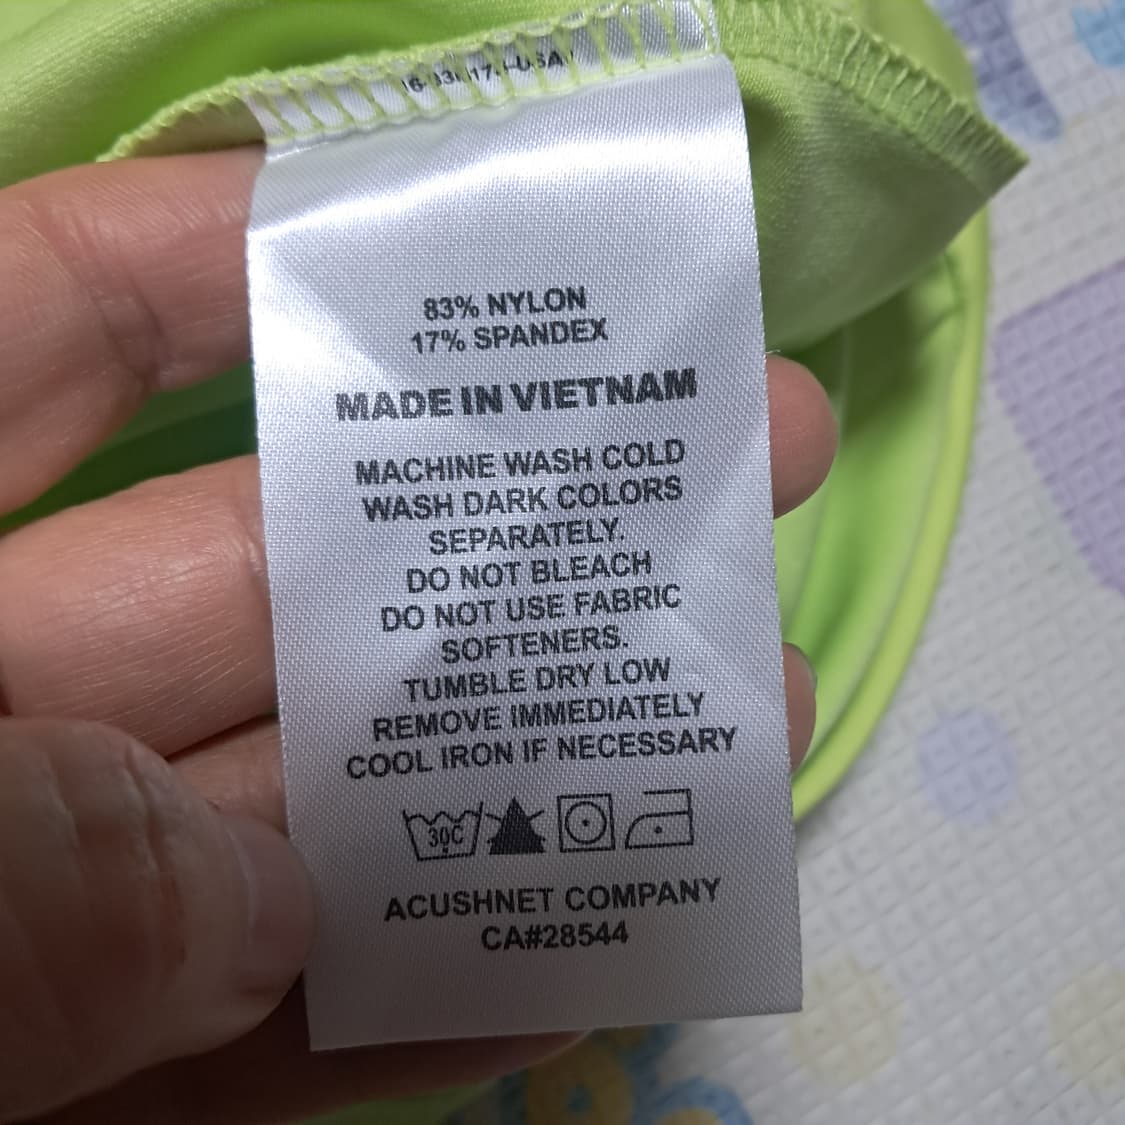 83% NYLON
17% SPANDEX
MADE IN VIETNAM
MACHINE WASH COLD
WASH DARK COLORS
SEPARATELY.
DO NOT BLEACH
DO NOT USE FABRIC
SOFTENERS.
TUMBLE DRY LOW
REMOVE IMMEDIATELY
COOL IRON IF NECESSARY
30C
ACUSHNET COMPANY
CA#28544